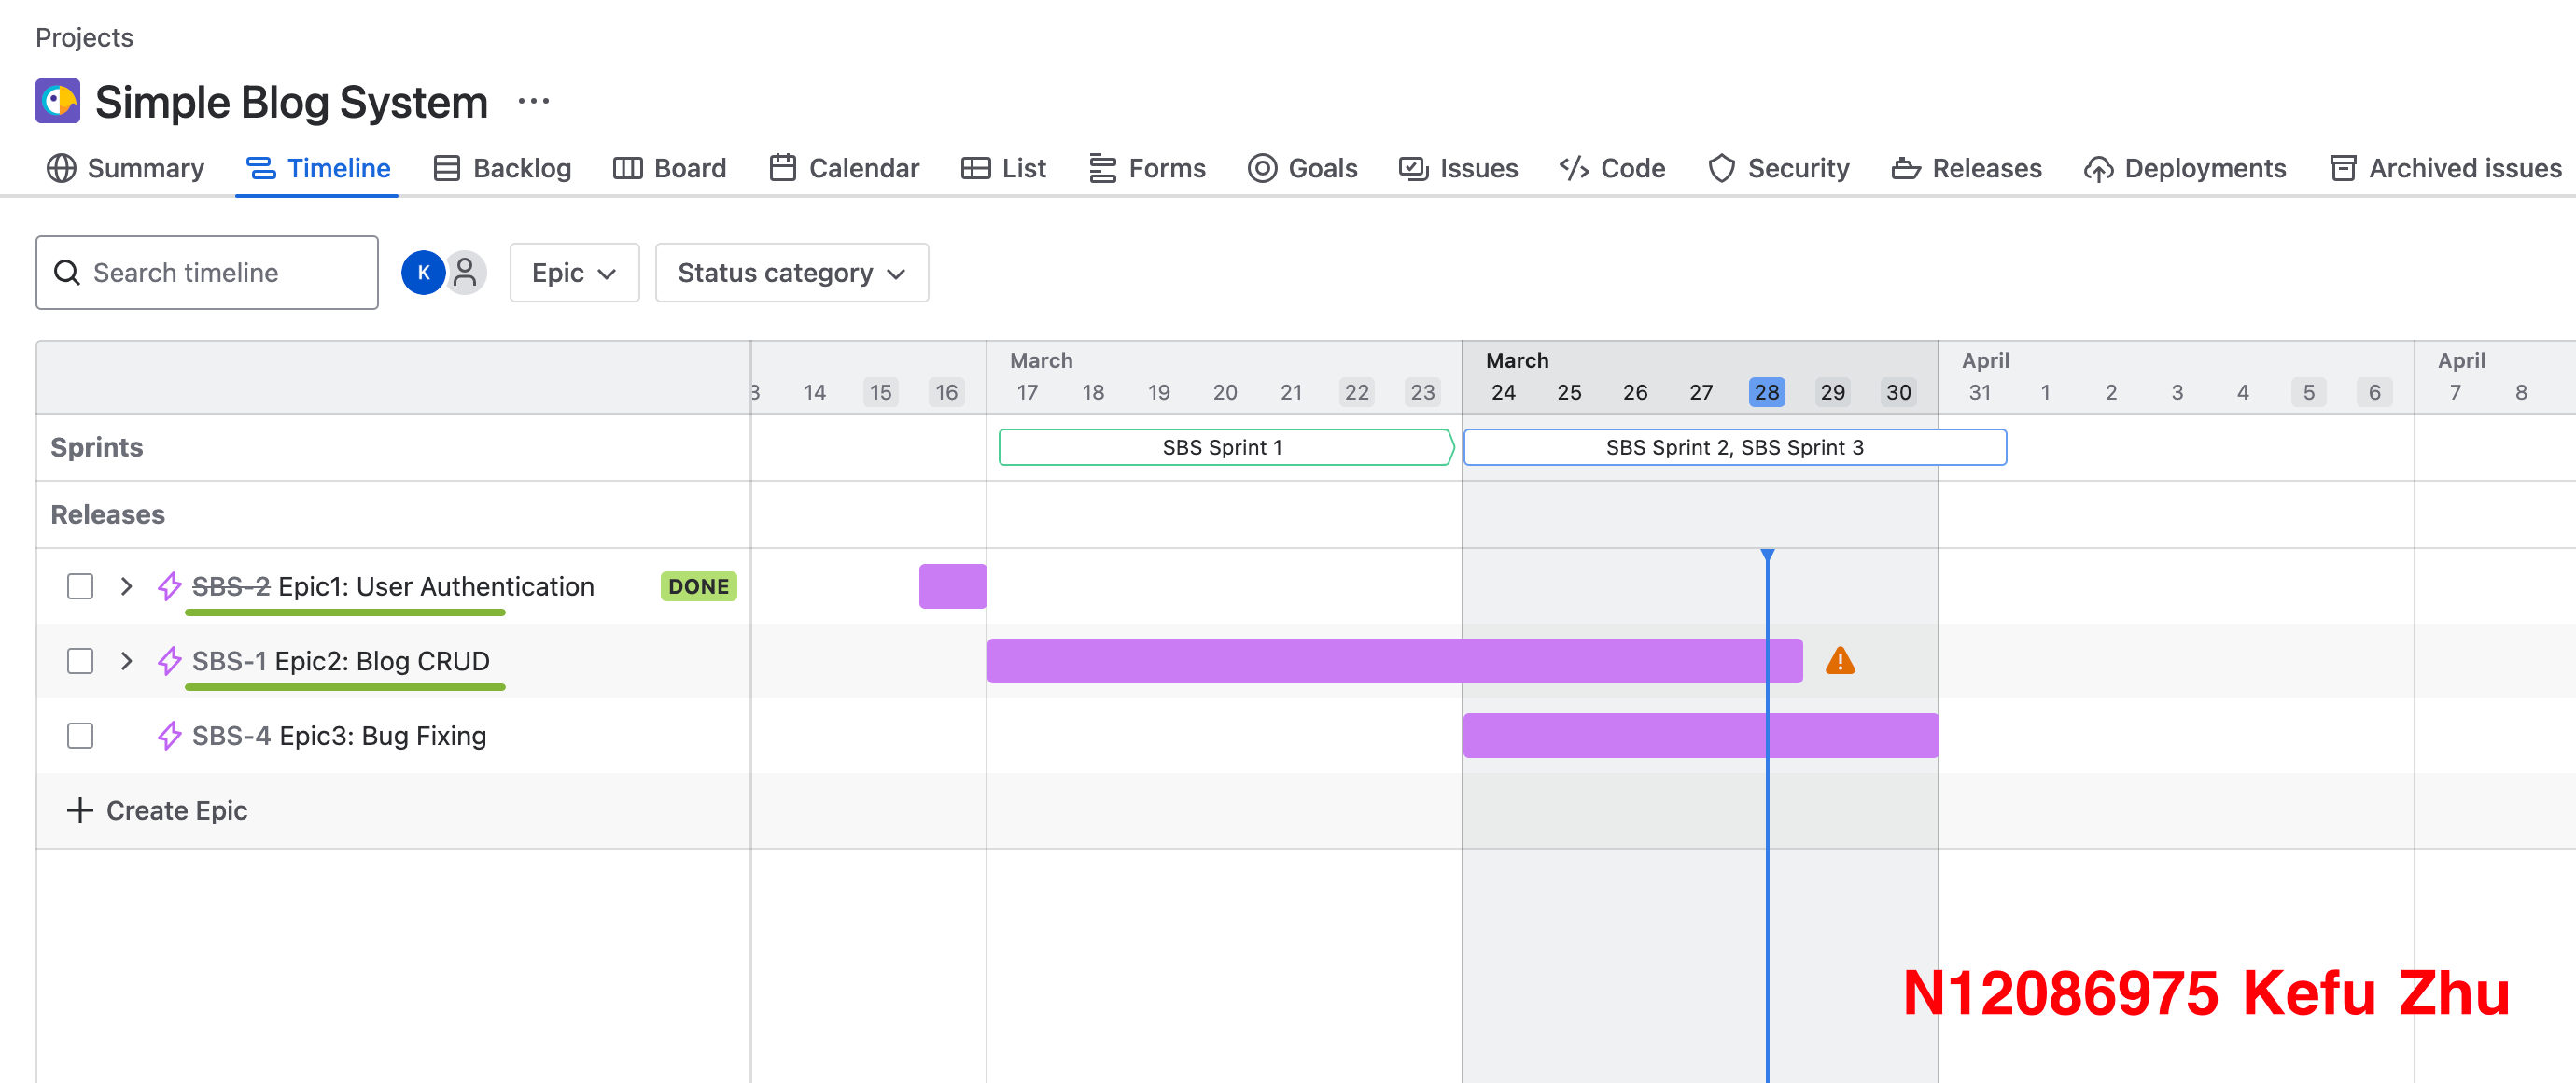 Projects
Simple Blog System
Summary Timeline Backlog Board Calendar List Forms Goals Issues Code Security Releases Deployments Archived issues
Search timeline K Epic Status category
March March April April
14 15 16 17 18 19 20 21 22 23 24 25 26 27 28 29 30 31 1 2 3 4 5 6 7 8
Sprints SBS Sprint 1 SBS Sprint 2, SBS Sprint 3
Releases
SBS-2 Epic1: User Authentication DONE
SBS-1 Epic2: Blog CRUD
SBS-4 Epic3: Bug Fixing
Create Epic
N12086975 Kefu Zhu